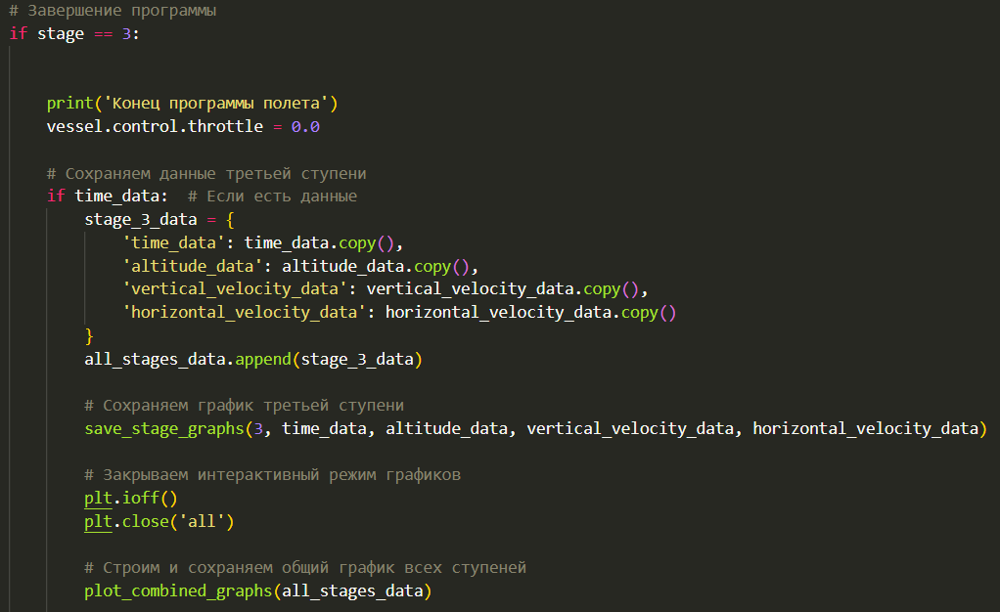 # Завершение программы
if stage == 3:
print('Конец программы полета')
vessel.control.throttle = 0.0
# Сохраняем данные третьей ступени
if time_data:  # Если есть данные
stage_3_data = {
'time_data': time_data.copy(),
'altitude_data': altitude_data.copy(),
'vertical_velocity_data': vertical_velocity_data.copy(),
'horizontal_velocity_data': horizontal_velocity_data.copy()
}
all_stages_data.append(stage_3_data)
# Сохраняем график третьей ступени
save_stage_graphs(3, time_data, altitude_data, vertical_velocity_data, horizontal_velocity_data)
# Закрываем интерактивный режим графиков
plt.ioff()
plt.close('all')
# Строим и сохраняем общий график всех ступеней
plot_combined_graphs(all_stages_data)